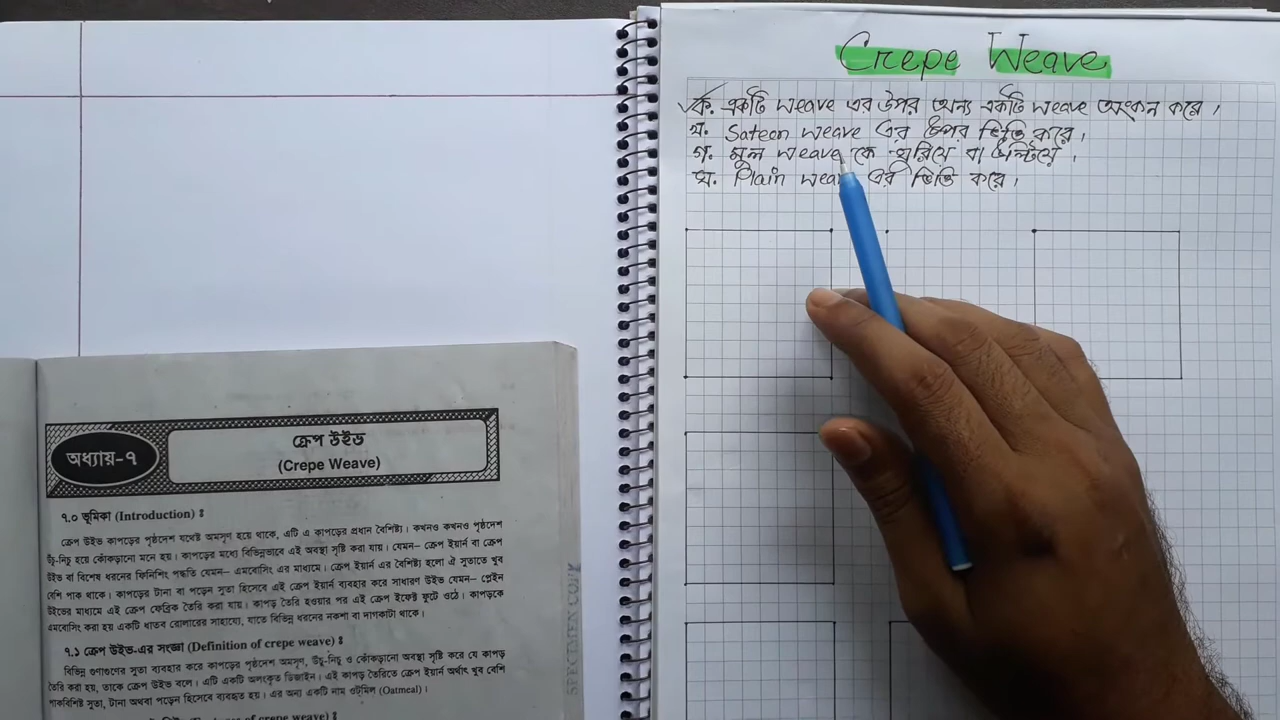 Crepe Weave
ক. একটি weave এর উপর অন্য একটি weave অংকন করে।
খ. Sateen weave এর উপর ভিত্তি করে।
গ. মূল weave কে ঘুরিয়ে বা উল্টিয়ে।
ঘ. Plain এর ভিত্তি করে।
অধ্যায়-৭
ক্রেপ উইভ
(Crepe Weave)
৭.০ ভূমিকা (Introduction) ঃ
ক্রেপ উইভ কাপড়ের পৃষ্ঠদেশ যথেষ্ট অমসৃণ হয়ে থাকে, এটি এ কাপড়ের প্রধান বৈশিষ্ট্য। কখনও কখনও পৃষ্ঠদেশ
উঁচু-নিচু হয়ে কোঁকড়ানো মনে হয়। কাপড়ের মধ্যে বিভিন্নভাবে এই অবস্থা সৃষ্টি করা যায়। যেমন– ক্রেপ ইয়ার্ন বা ক্রেপ
উইভ বা বিশেষ ধরনের ফিনিশিং পদ্ধতি যেমন– এমবোসিং এর মাধ্যমে। ক্রেপ ইয়ার্ন এর বৈশিষ্ট্য হলো ঐ সুতাতে খুব
বেশি পাক থাকে। কাপড়ের টানা বা পড়েন সুতা হিসেবে এই ক্রেপ ইয়ার্ন ব্যবহার করে সাধারণ উইভ যেমন– প্লেইন
উইভের মাধ্যমে এই ক্রেপ ফেব্রিক তৈরি করা যায়। কাপড় তৈরি হওয়ার পর এই ক্রেপ ইফেক্ট ফুটে ওঠে। কাপড়কে
এমবোসিং করা হয় একটি ধাতব রোলারের সাহায্যে, যাতে বিভিন্ন ধরনের নকশা বা দাগকাটা থাকে।
৭.১ ক্রেপ উইভ-এর সংজ্ঞা (Definition of crepe weave) ঃ
বিভিন্ন গুণাগুণের সুতা ব্যবহার করে কাপড়ের পৃষ্ঠদেশ অমসৃণ, উঁচু-নিচু ও কোঁকড়ানো অবস্থা সৃষ্টি করে যে কাপড়
তৈরি করা হয়, তাকে ক্রেপ উইভ বলে। এটি একটি অলংকৃত ডিজাইন। এই কাপড় তৈরিতে ক্রেপ ইয়ার্ন অর্থাৎ খুব বেশি
পাকবিশিষ্ট সুতা, টানা অথবা পড়েন হিসেবে ব্যবহৃত হয়। এর অন্য একটি নাম ওটমিল (Oatmeal)।
of crepe weave) ঃ
SPECIMEN COPY